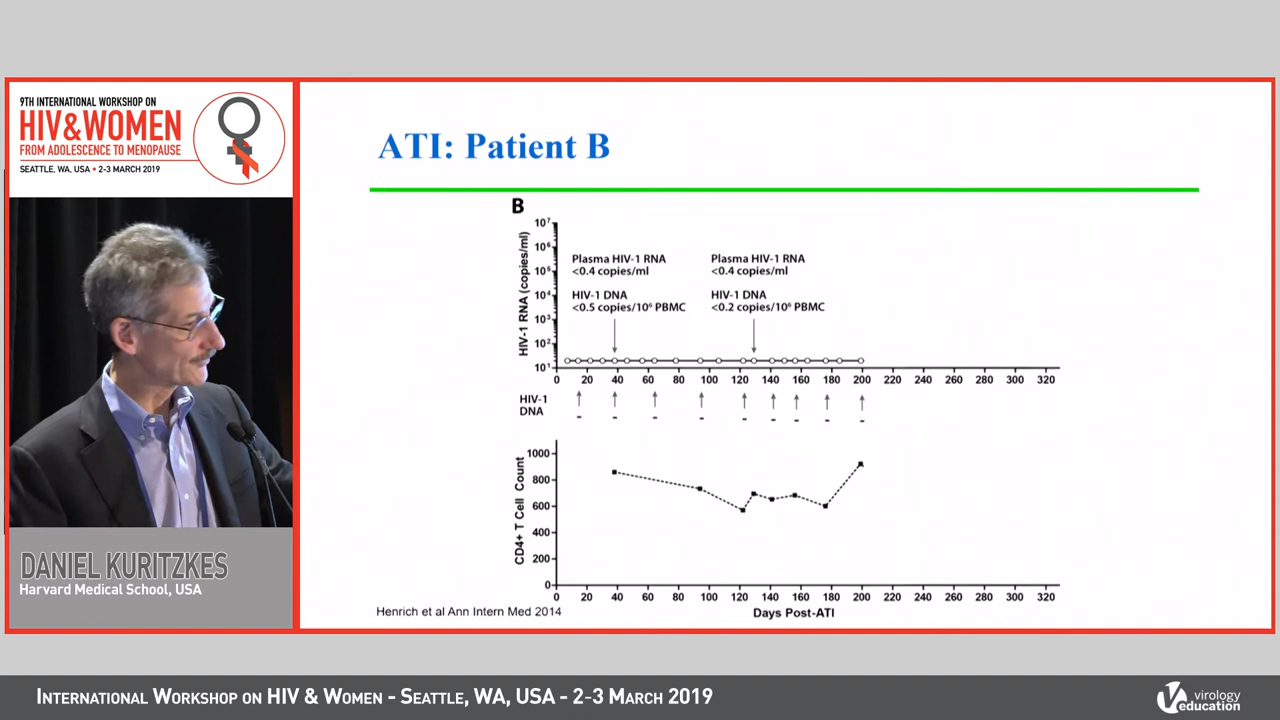 9TH INTERNATIONAL WORKSHOP ON
HIV&WOMEN
FROM ADOLESCENCE TO MENOPAUSE
SEATTLE, WA, USA • 2-3 MARCH 2019
DANIEL KURITZKES
Harvard Medical School, USA
ATI: Patient B
B
HIV-1 RNA (copies/ml)
10⁷
10⁶
10⁵
10⁴
10³
10²
10¹
Plasma HIV-1 RNA
<0.4 copies/ml
HIV-1 DNA
<0.5 copies/10⁶ PBMC
Plasma HIV-1 RNA
<0.4 copies/ml
HIV-1 DNA
<0.2 copies/10⁶ PBMC
0 20 40 60 80 100 120 140 160 180 200 220 240 260 280 300 320
HIV-1
DNA
- - - - - - - - -
CD4+ T Cell Count
1000
800
600
400
200
0
0 20 40 60 80 100 120 140 160 180 200 220 240 260 280 300 320
Days Post-ATI
Henrich et al Ann Intern Med 2014
INTERNATIONAL WORKSHOP ON HIV & WOMEN - SEATTLE, WA, USA - 2-3 MARCH 2019
virology
education